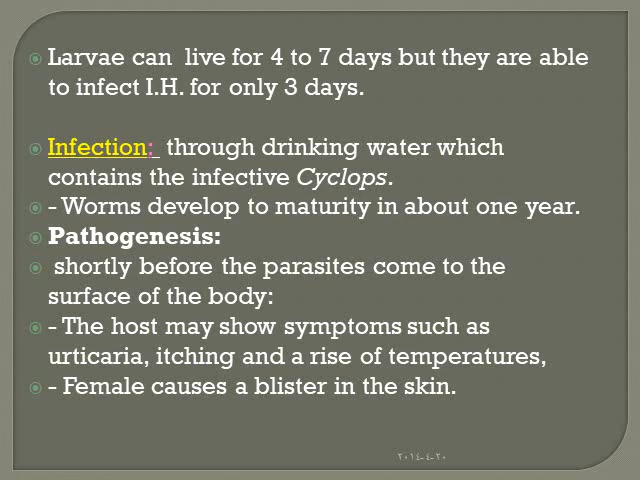 Larvae can live for 4 to 7 days but they are able
to infect I.H. for only 3 days.
Infection: through drinking water which
contains the infective Cyclops.
- Worms develop to maturity in about one year.
Pathogenesis:
shortly before the parasites come to the
surface of the body:
- The host may show symptoms such as
urticaria, itching and a rise of temperatures,
- Female causes a blister in the skin.
٢٠١٤-٤-٢٠